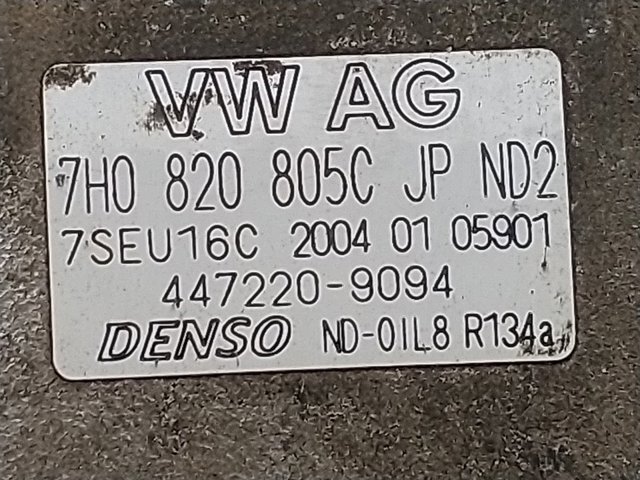 VW AG
7H0 820 805C JP ND2
7SEU16C 2004 01 05901
447220-9094
DENSO ND-OIL8 R134a